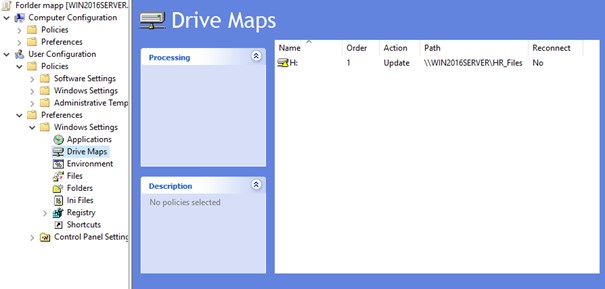 Forlder mapp [WIN2016SERVER.
Computer Configuration
Policies
Preferences
User Configuration
Policies
Software Settings
Windows Settings
Administrative Temp
Preferences
Windows Settings
Applications
Drive Maps
Environment
Files
Folders
Ini Files
Registry
Shortcuts
Control Panel Setting
Drive Maps
Processing
Description
No policies selected
Name Order Action Path Reconnect
H: 1 Update \\WIN2016SERVER\HR_Files No